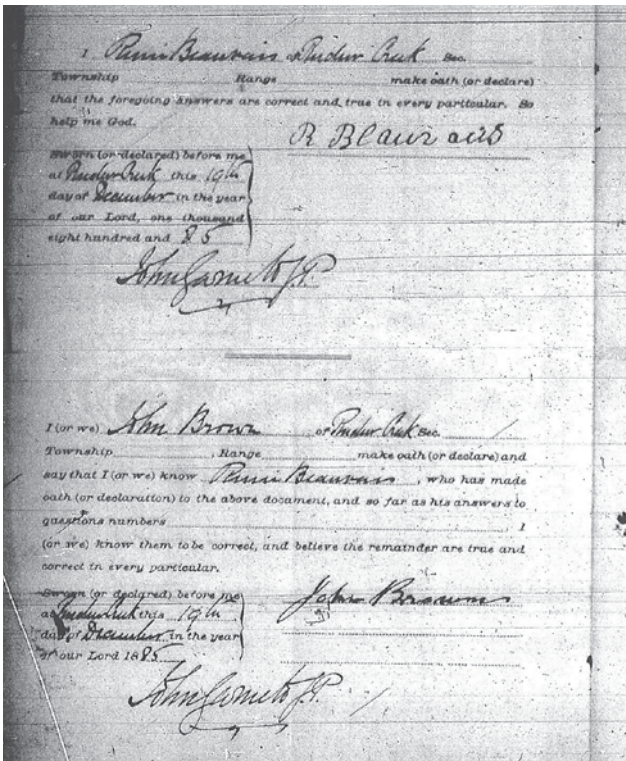 I Remi Beauvais of Pincher Creek Sec.
Township Range make oath (or declare)
that the foregoing answers are correct and true in every particular. So
help me God.
R Blauvais
Sworn (or declared) before me
at Pincher Creek this 19th
day of December in the year
of our Lord, one thousand
eight hundred and 85
John J.P.
I (or we) John Brown of Pincher Creek Sec.
Township , Range make oath (or declare) and
say that I (or we) know Remi Beauvais , who has made
oath (or declaration) to the above document, and so far as his answers to
questions numbers 1
(or we) know them to be correct, and believe the remainder are true and
correct in every particular.
Sworn (or declared) before me
John Brown
at Pincher Creek this 19th
day of December in the year
of our Lord 1885
John J.P.